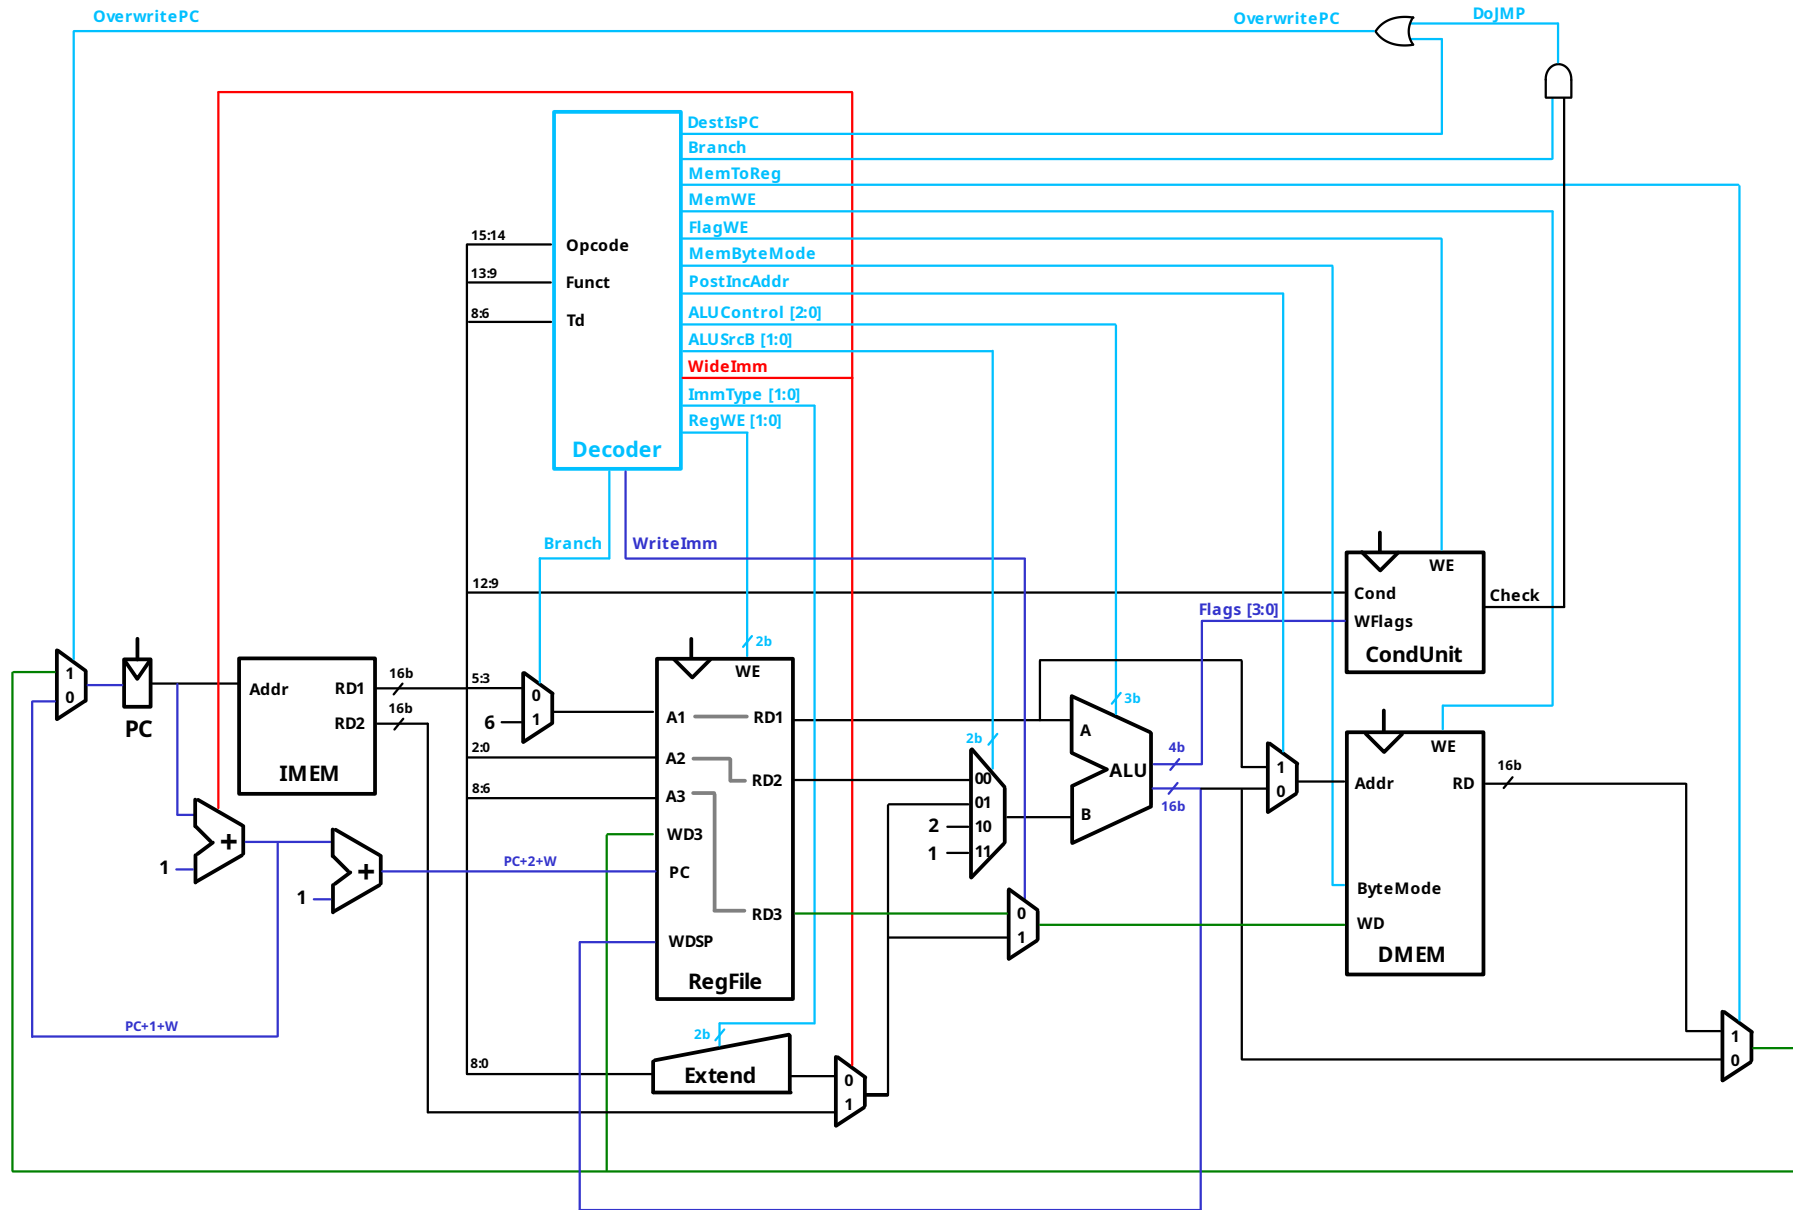 OverwritePC
OverwritePC
DoJMP
DestIsPC
Branch
MemToReg
MemWE
FlagWE
MemByteMode
PostIncAddr
ALUControl [2:0]
ALUSrcB [1:0]
WideImm
ImmType [1:0]
RegWE [1:0]
15:14
Opcode
13:9
Funct
8:6
Td
Decoder
Branch
WriteImm
12:9
WE
Cond
WFlags
Check
CondUnit
Flags [3:0]
2b
WE
1
0
PC
Addr
RD1
RD2
IMEM
16b
16b
5:3
0
6
1
A1
RD1
2:0
A2
RD2
8:6
A3
WD3
PC
RD3
WDSP
RegFile
3b
A
ALU
B
4b
16b
2b
00
01
2
10
1
11
1
0
WE
Addr
RD
16b
ByteMode
WD
DMEM
+
1
+
1
PC+2+W
0
1
PC+1+W
2b
8:0
Extend
0
1
1
0